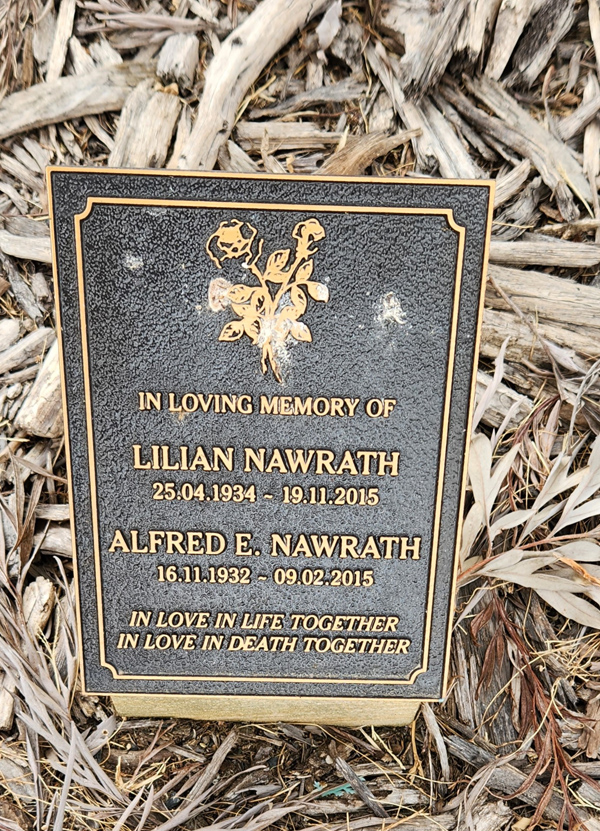 IN LOVING MEMORY OF
LILIAN NAWRATH
25.04.1934 ~ 19.11.2015
ALFRED E. NAWRATH
16.11.1932 ~ 09.02.2015
IN LOVE IN LIFE TOGETHER
IN LOVE IN DEATH TOGETHER